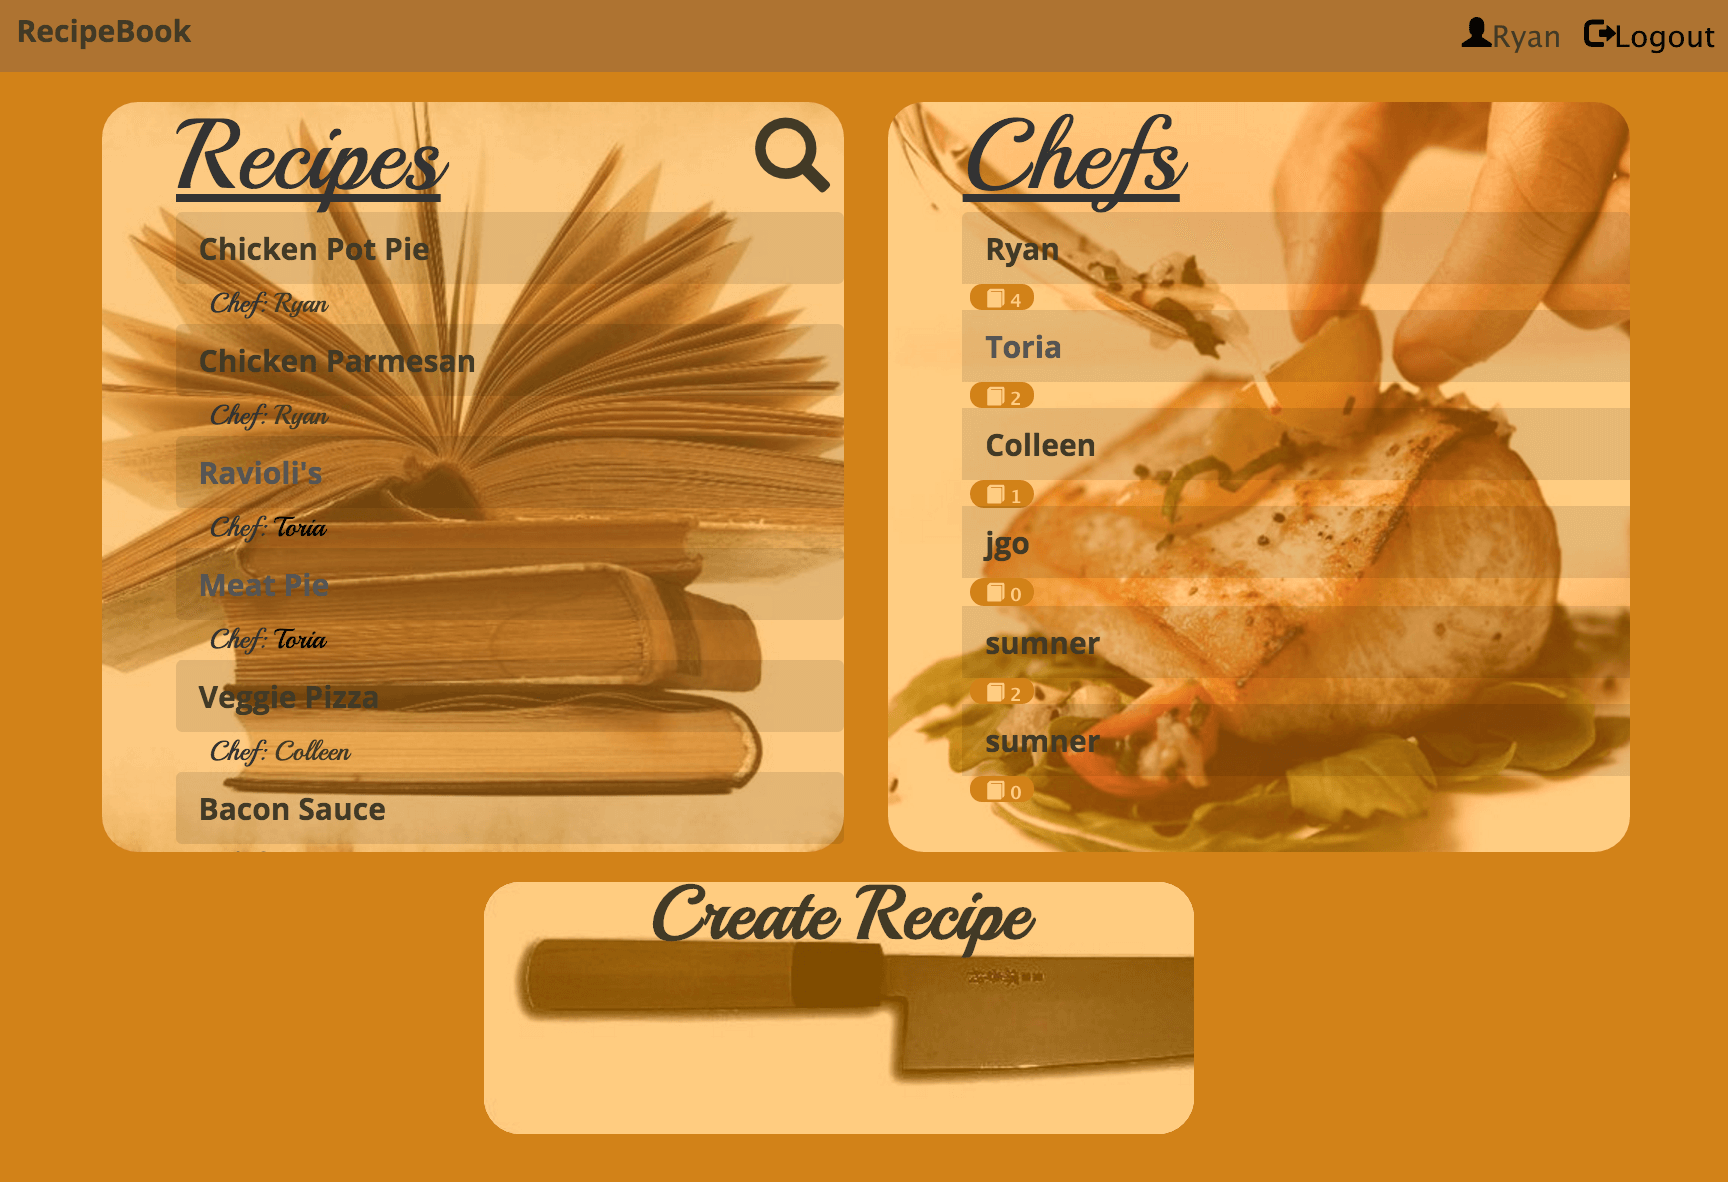 RecipeBook
Ryan Logout
Recipes
Chicken Pot Pie
Chef: Ryan
Chicken Parmesan
Chef: Ryan
Ravioli's
Chef: Toria
Meat Pie
Chef: Toria
Veggie Pizza
Chef: Colleen
Bacon Sauce
Chefs
Ryan
4
Toria
2
Colleen
1
jgo
0
sumner
2
sumner
0
Create Recipe